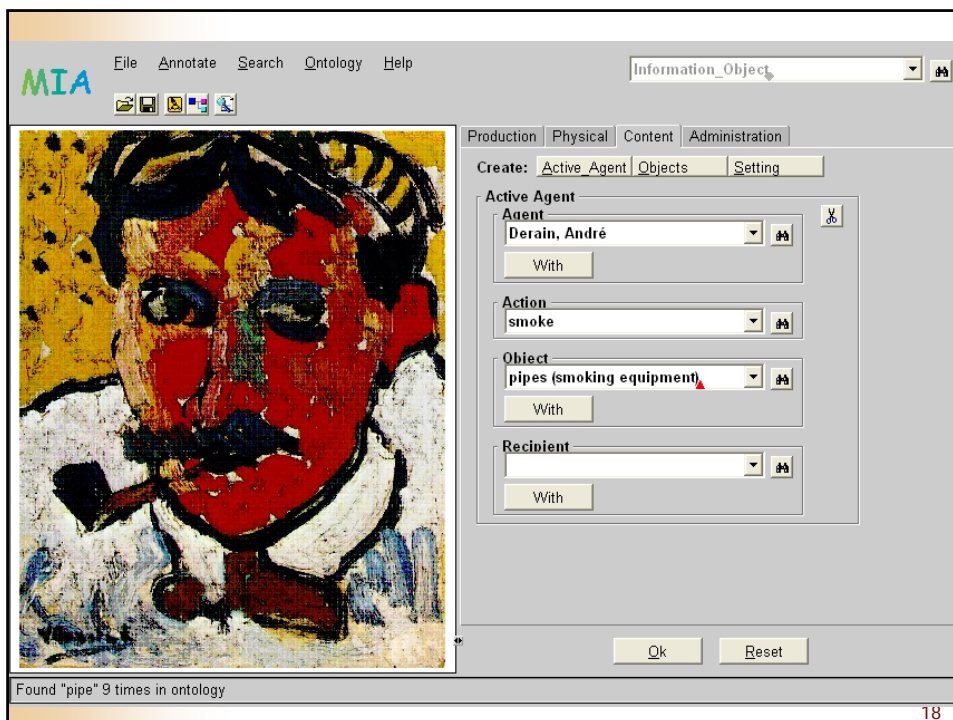 MIA
File Annotate Search Ontology Help
Information_Object
Production Physical Content Administration
Create: Active_Agent Objects Setting
Active Agent
Agent
Derain, André
With
Action
smoke
Object
pipes (smoking equipment)
With
Recipient
With
Ok Reset
Found "pipe" 9 times in ontology
18